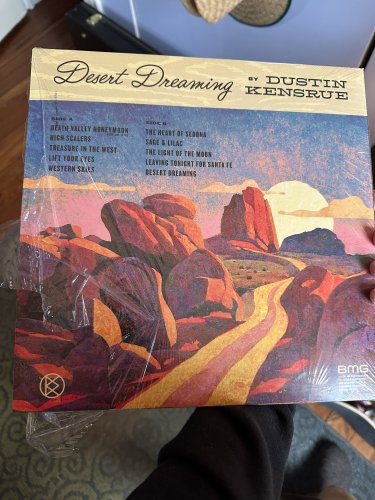 Desert Dreaming BY DUSTIN KENSRUE
SIDE A
DEATH VALLEY HONEYMOON
HIGH SCALERS
TREASURE IN THE WEST
LIFT YOUR EYES
WESTERN SKIES
SIDE B
THE HEART OF SEDONA
SAGE & LILAC
THE LIGHT OF THE MOON
LEAVING TONIGHT FOR SANTA FE
DESERT DREAMING
BMG